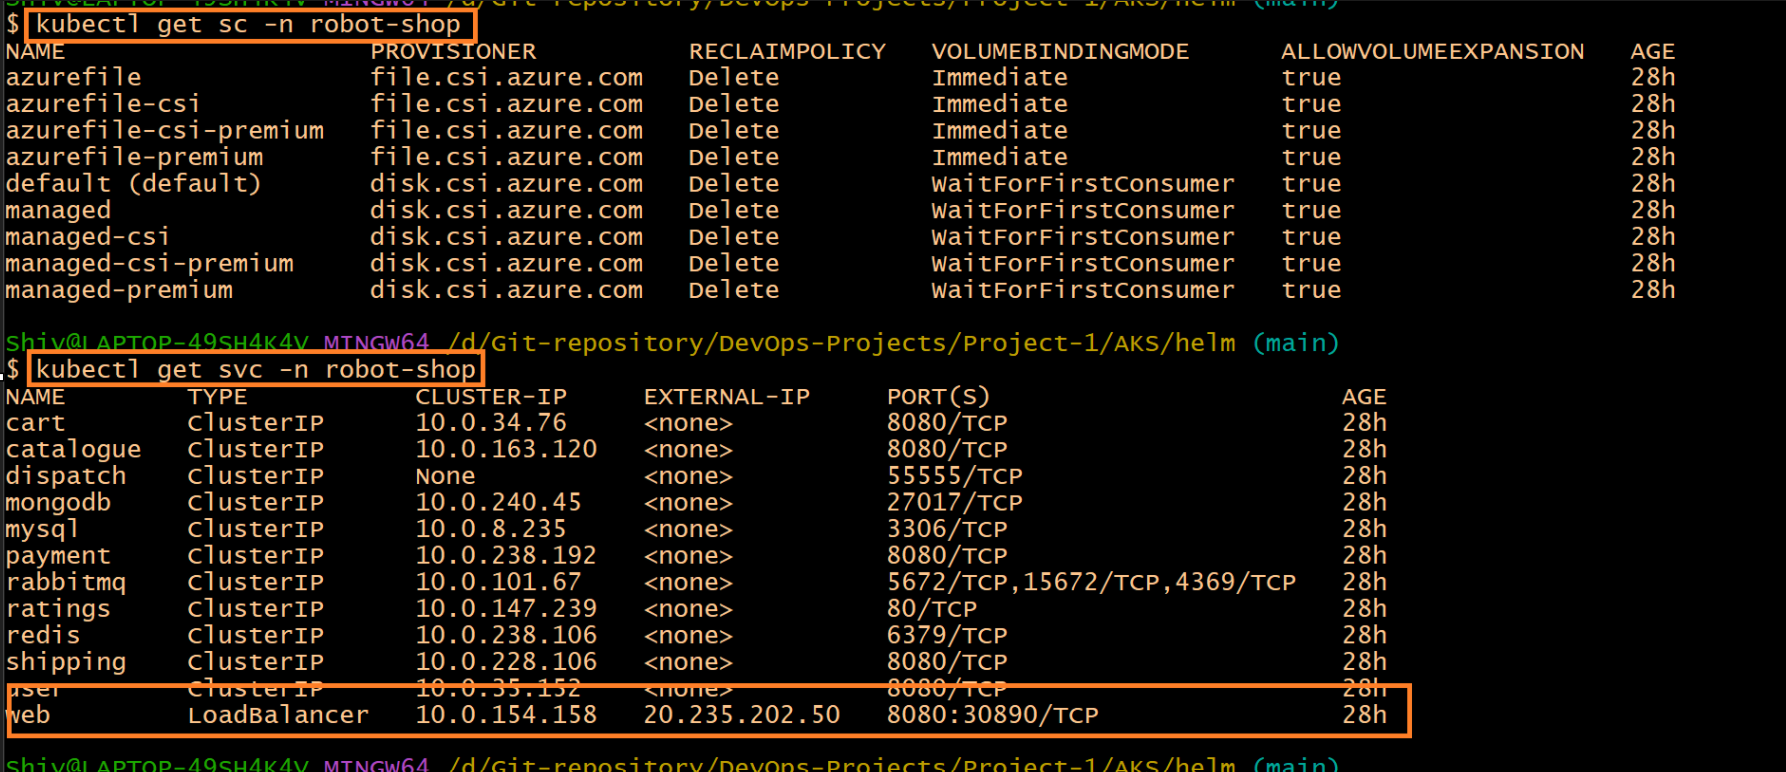 Shiv@LAPTOP-49SH4K4V MINGW64 /d/Git-repository/DevOps-Projects/Project-1/AKS/helm (main)
$ kubectl get sc -n robot-shop
NAME PROVISIONER RECLAIMPOLICY VOLUMEBINDINGMODE ALLOWVOLUMEEXPANSION AGE
azurefile file.csi.azure.com Delete Immediate true 28h
azurefile-csi file.csi.azure.com Delete Immediate true 28h
azurefile-csi-premium file.csi.azure.com Delete Immediate true 28h
azurefile-premium file.csi.azure.com Delete Immediate true 28h
default (default) disk.csi.azure.com Delete WaitForFirstConsumer true 28h
managed disk.csi.azure.com Delete WaitForFirstConsumer true 28h
managed-csi disk.csi.azure.com Delete WaitForFirstConsumer true 28h
managed-csi-premium disk.csi.azure.com Delete WaitForFirstConsumer true 28h
managed-premium disk.csi.azure.com Delete WaitForFirstConsumer true 28h
Shiv@LAPTOP-49SH4K4V MINGW64 /d/Git-repository/DevOps-Projects/Project-1/AKS/helm (main)
$ kubectl get svc -n robot-shop
NAME TYPE CLUSTER-IP EXTERNAL-IP PORT(S) AGE
cart ClusterIP 10.0.34.76 <none> 8080/TCP 28h
catalogue ClusterIP 10.0.163.120 <none> 8080/TCP 28h
dispatch ClusterIP None <none> 55555/TCP 28h
mongodb ClusterIP 10.0.240.45 <none> 27017/TCP 28h
mysql ClusterIP 10.0.8.235 <none> 3306/TCP 28h
payment ClusterIP 10.0.238.192 <none> 8080/TCP 28h
rabbitmq ClusterIP 10.0.101.67 <none> 5672/TCP,15672/TCP,4369/TCP 28h
ratings ClusterIP 10.0.147.239 <none> 80/TCP 28h
redis ClusterIP 10.0.238.106 <none> 6379/TCP 28h
shipping ClusterIP 10.0.228.106 <none> 8080/TCP 28h
user ClusterIP 10.0.35.152 <none> 8080/TCP 28h
web LoadBalancer 10.0.154.158 20.235.202.50 8080:30890/TCP 28h
Shiv@LAPTOP-49SH4K4V MINGW64 /d/Git-repository/DevOps-Projects/Project-1/AKS/helm (main)